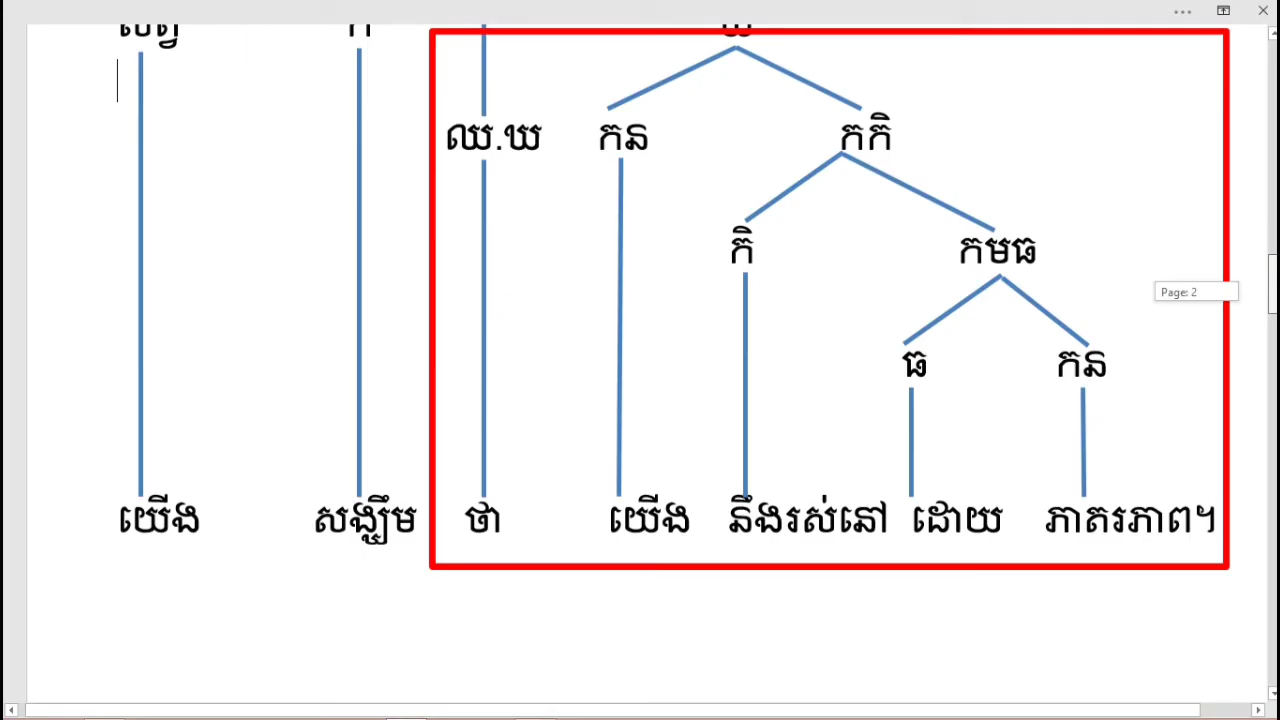 ឈ.ឃ កន កកិ
កិ កមធ
Page: 2
ធ កន
យើង សង្ឃឹម ថា យើង នឹងរស់នៅ ដោយ ភាតរភាព។